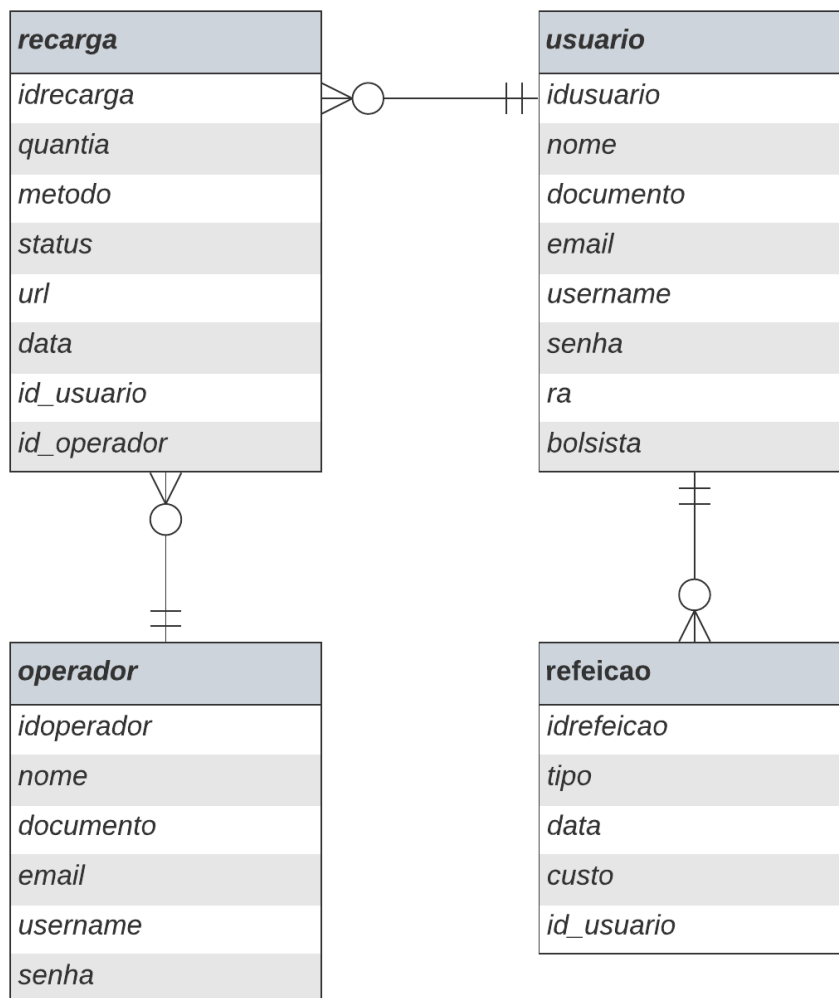 recarga
idrecarga
quantia
metodo
status
url
data
id_usuario
id_operador
usuario
idusuario
nome
documento
email
username
senha
ra
bolsista
operador
idoperador
nome
documento
email
username
senha
refeicao
idrefeicao
tipo
data
custo
id_usuario